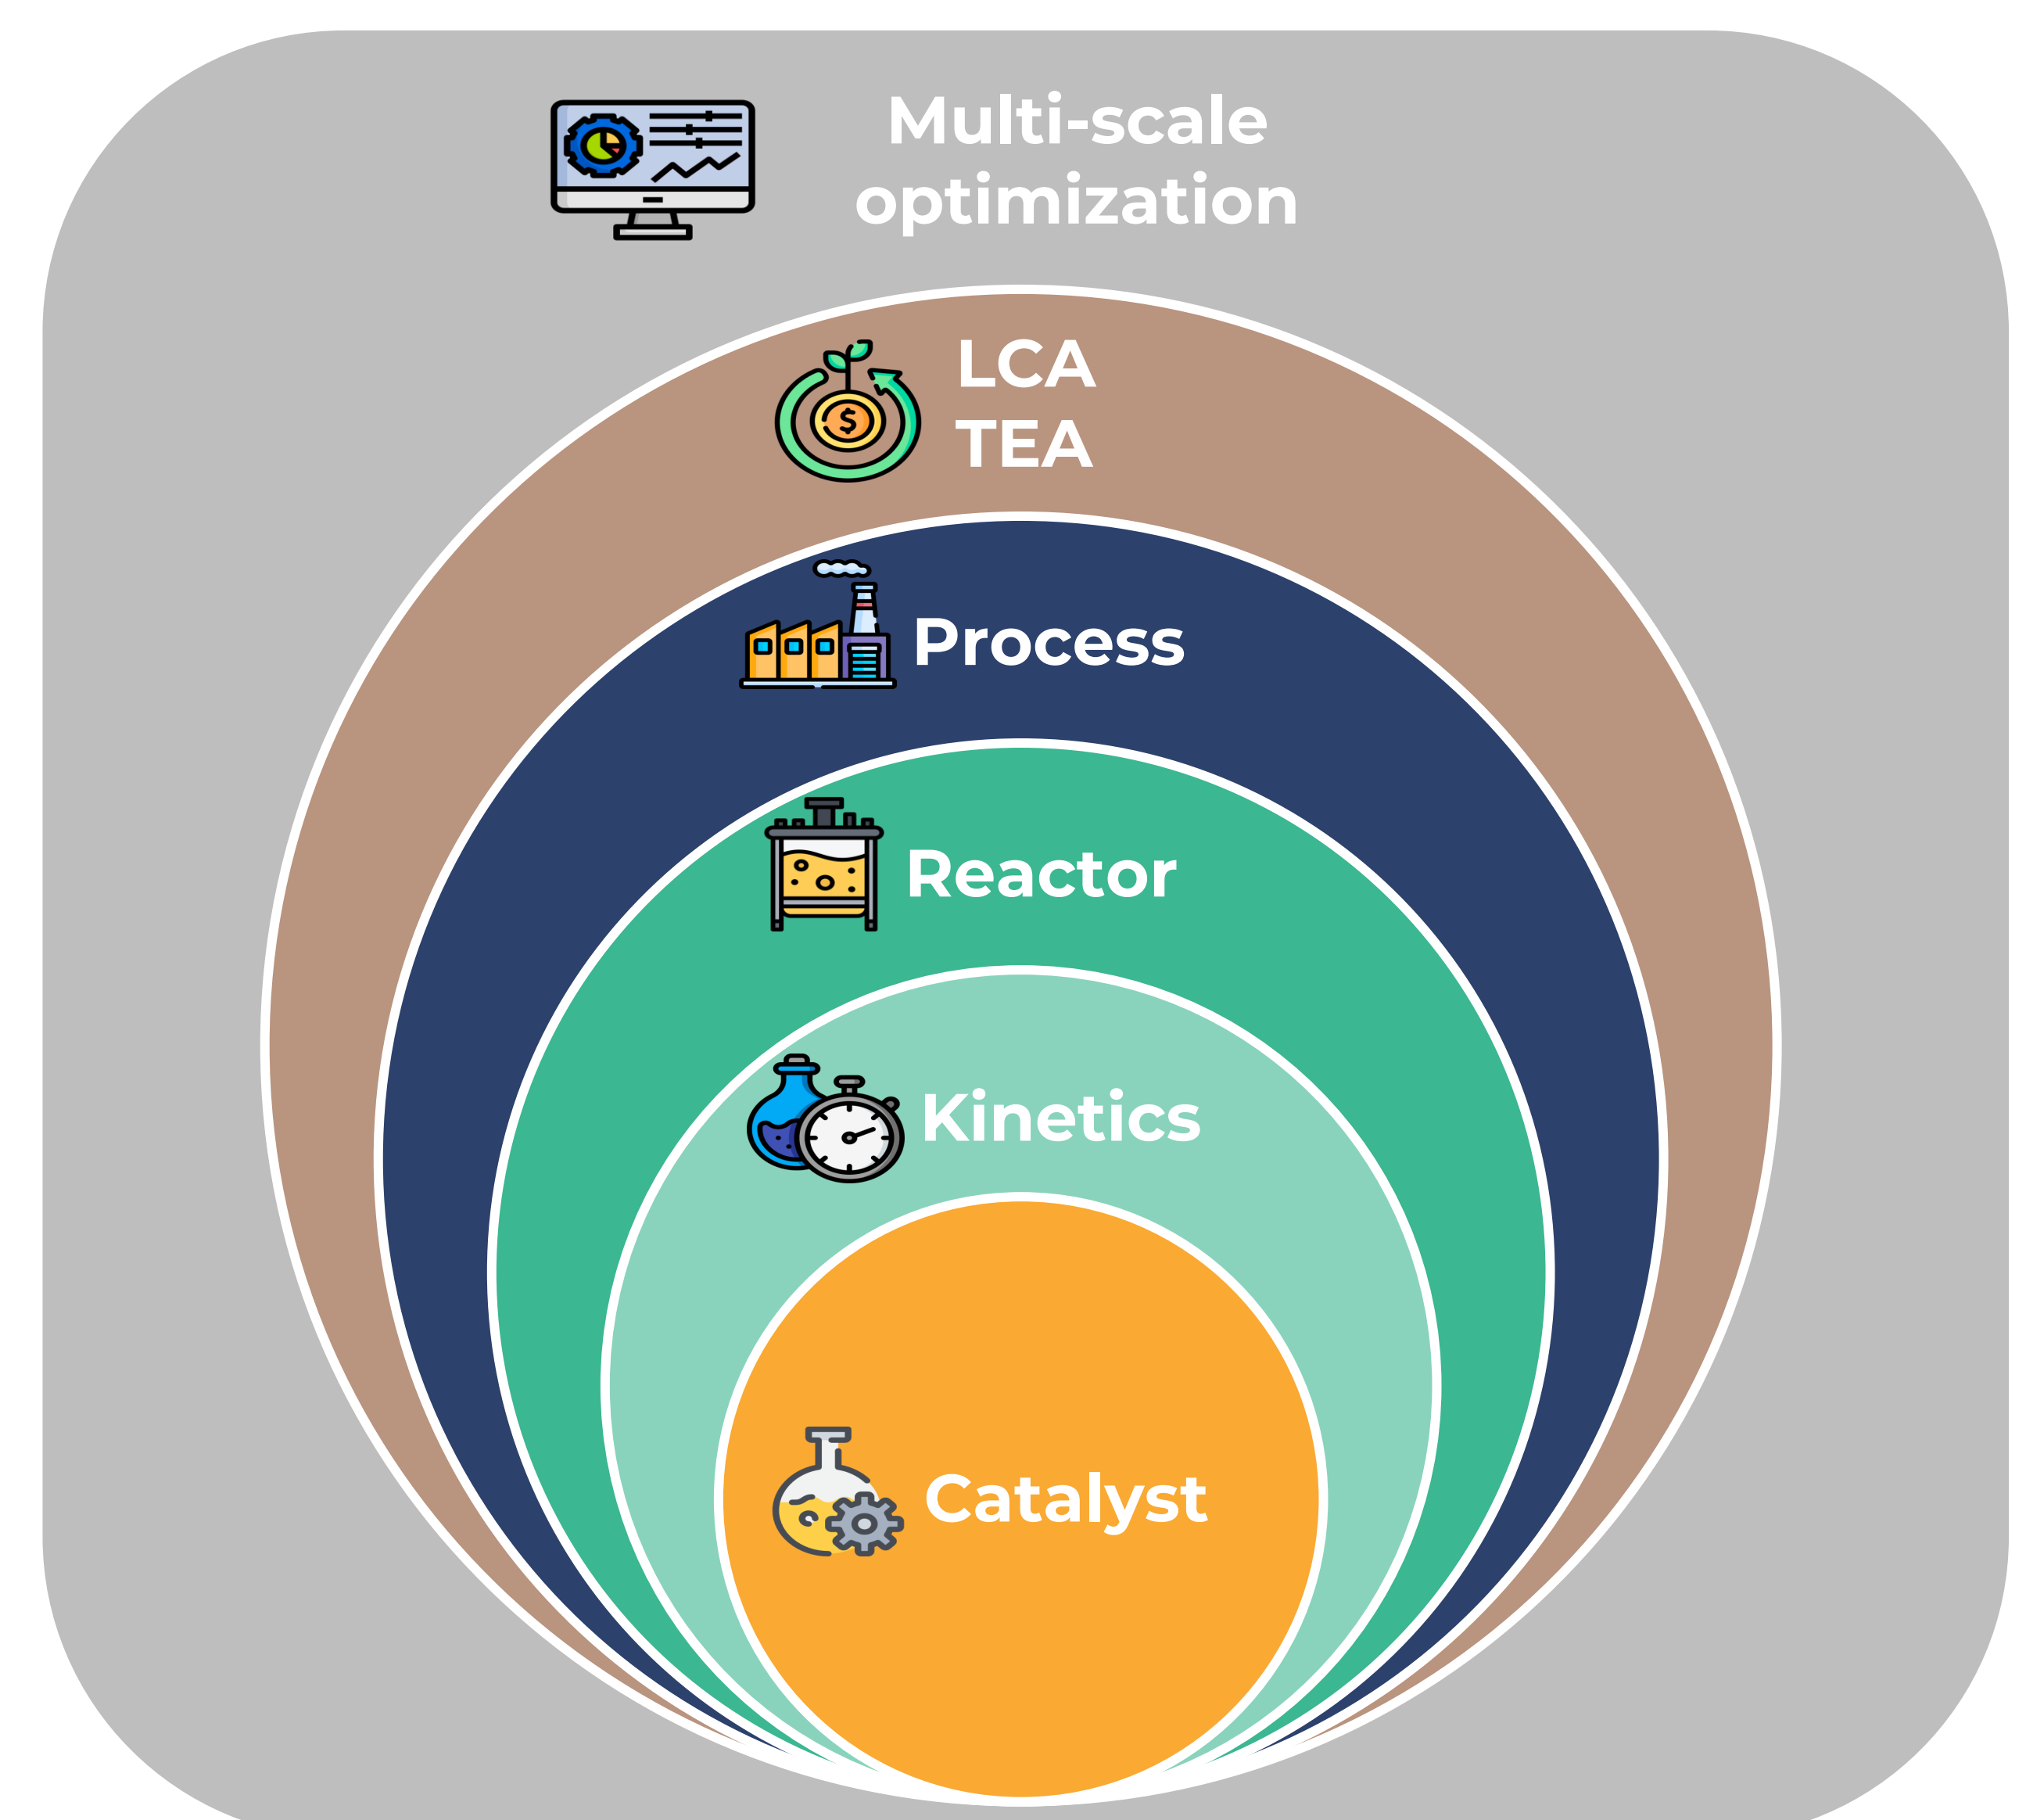 Multi-scale
optimization
LCA
TEA
Process
Reactor
Kinetics
Catalyst